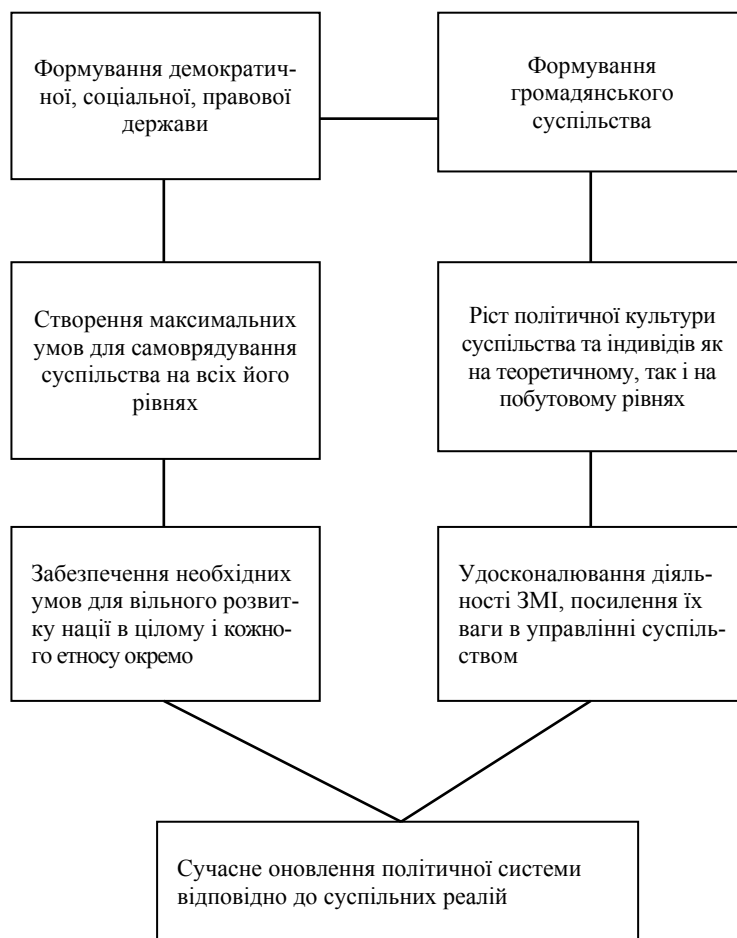 Формування демократич-
ної, соціальної, правової
держави
Формування
громадянського
суспільства
Створення максимальних
умов для самоврядування
суспільства на всіх його
рівнях
Ріст політичної культури
суспільства та індивідів як
на теоретичному, так і на
побутовому рівнях
Забезпечення необхідних
умов для вільного розвит-
ку нації в цілому і кожно-
го етносу окремо
Удосконалювання діяль-
ності ЗМІ, посилення їх
ваги в управлінні суспіль-
ством
Сучасне оновлення політичної системи
відповідно до суспільних реалій